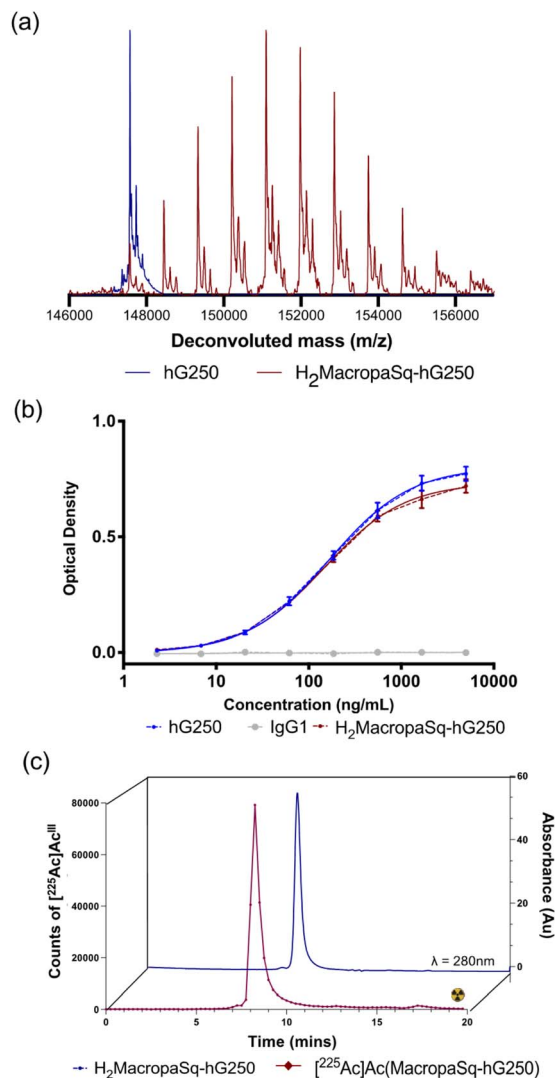 (a)
146000 148000 150000 152000 154000 156000
Deconvoluted mass (m/z)
hG250 H₂MacropaSq-hG250
(b)
1.0
0.5
0.0
Optical Density
1 10 100 1000 10000
Concentration (ng/mL)
hG250 IgG1 H₂MacropaSq-hG250
(c)
80000
60000
40000
20000
0
Counts of [²²⁵Ac]Acᴵᴵᴵ
60
40
20
0
Absorbance (Au)
λ = 280nm
0 5 10 15 20
Time (mins)
H₂MacropaSq-hG250 [²²⁵Ac]Ac(MacropaSq-hG250)